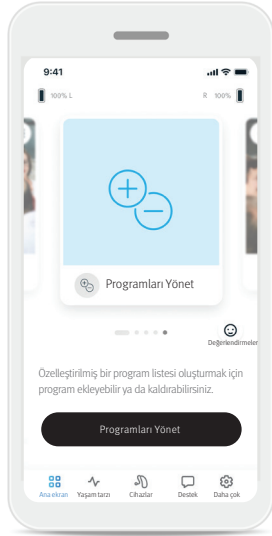 9:41
100% L
R 100%
Programları Yönet
Değerlendirmeler
Özelleştirilmiş bir program listesi oluşturmak için
program ekleyebilir ya da kaldırabilirsiniz.
Programları Yönet
Ana ekran Yaşam tarzı Cihazlar Destek Daha çok